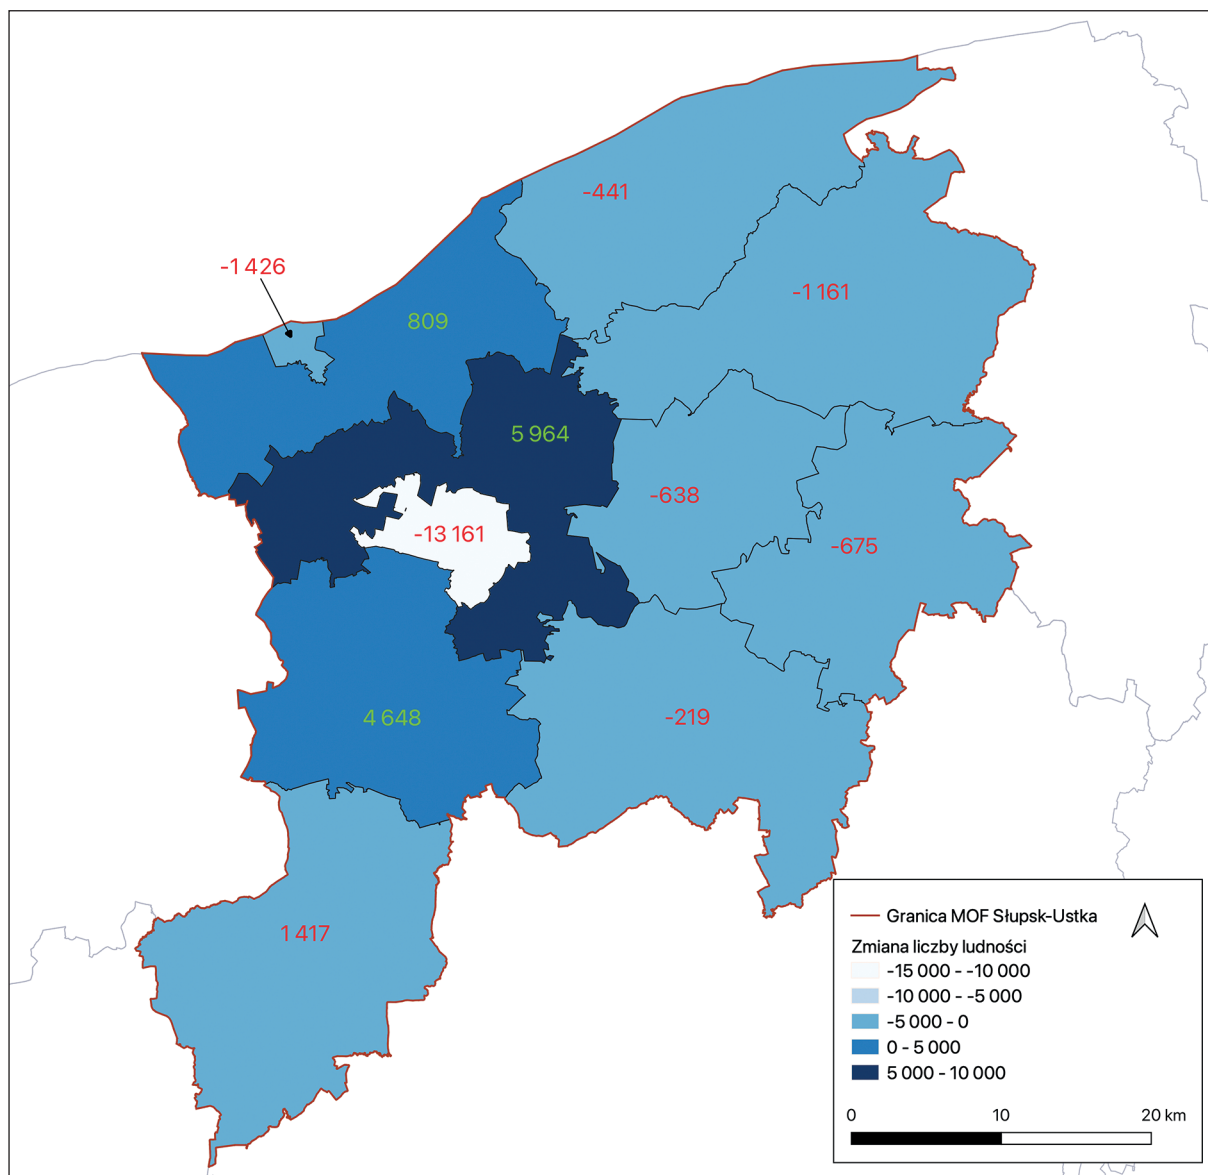 -441
-1 426
-1 161
809
5 964
-638
-13 161
-675
4 648
-219
1 417
Granica MOF Słupsk-Ustka
Zmiana liczby ludności
-15 000 - -10 000
-10 000 - -5 000
-5 000 - 0
0 - 5 000
5 000 - 10 000
0 10 20 km